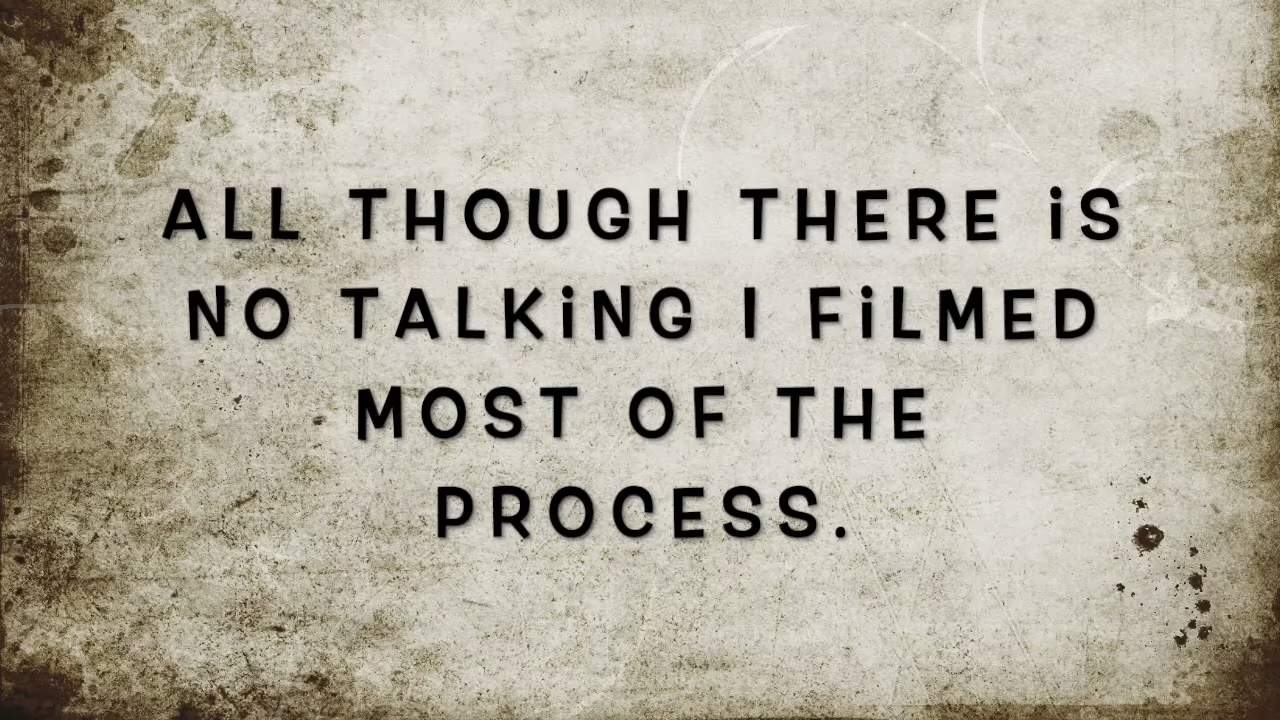 ALL THOUGH THERE iS
NO TALKiNG I FiLMED
MOST OF THE
PROCESS.